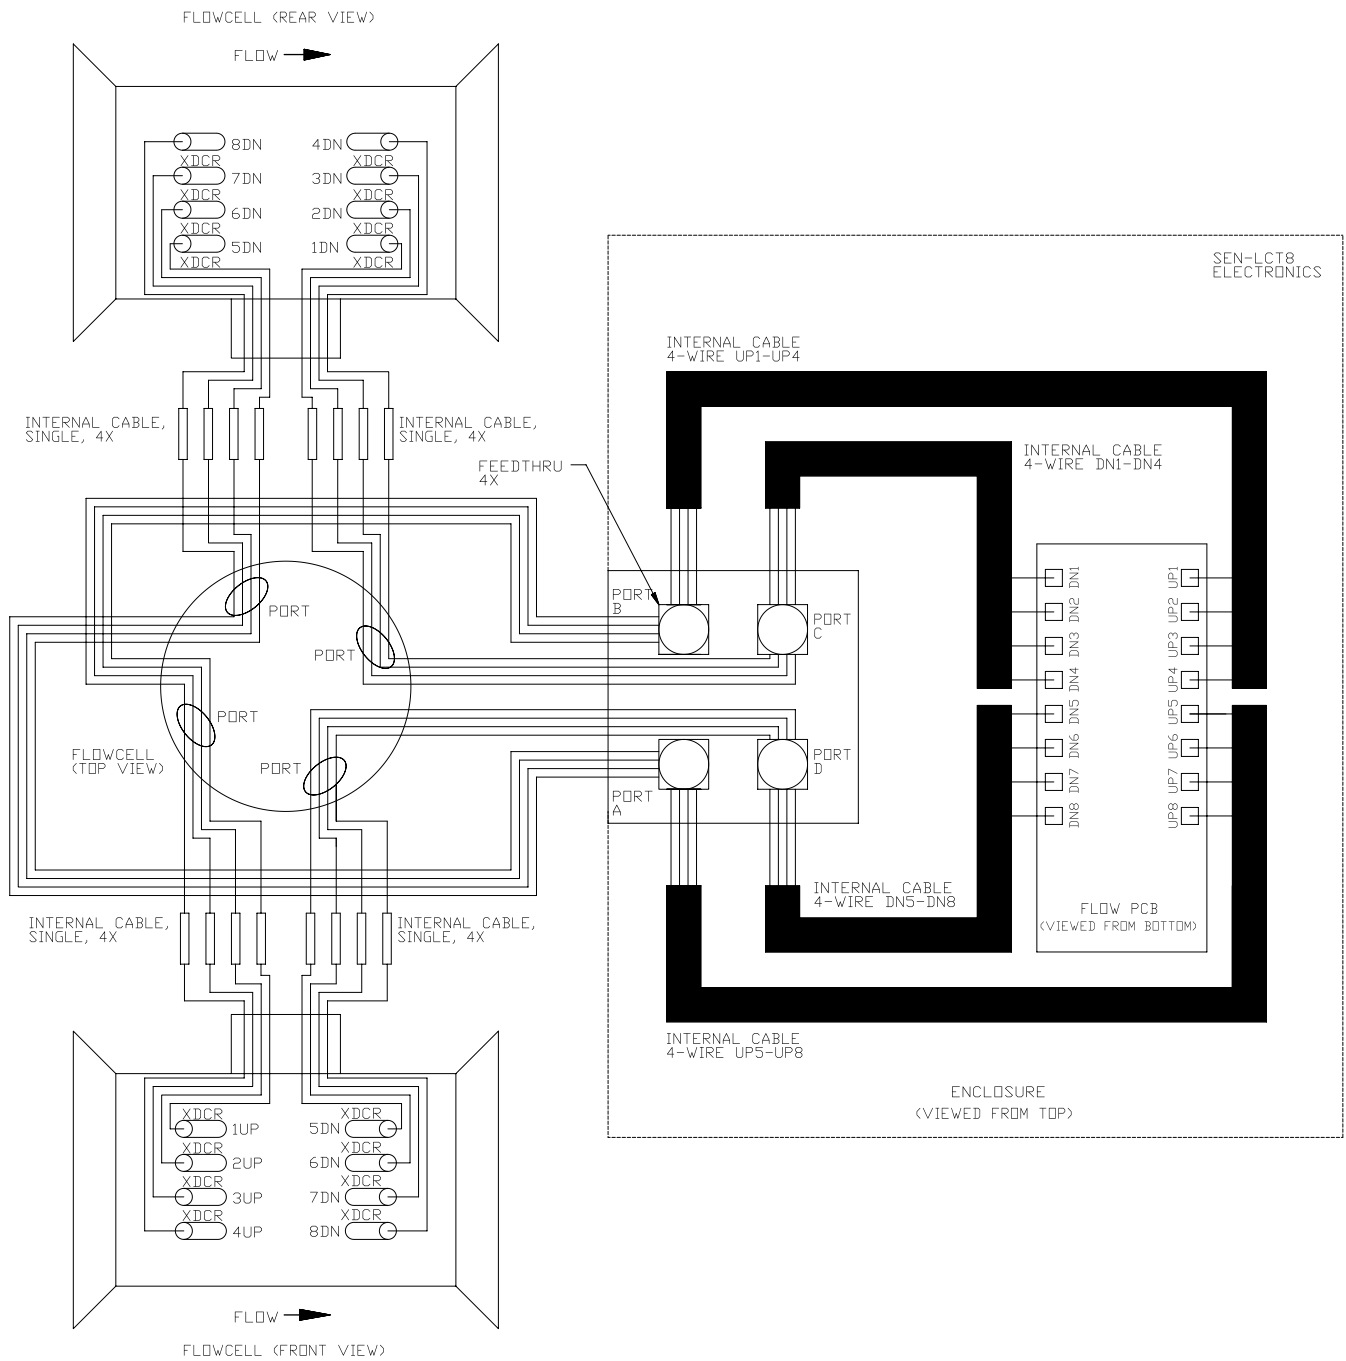 FLOWCELL (REAR VIEW)
FLOW
8DN
XDCR
7DN
XDCR
6DN
XDCR
5DN
XDCR
4DN
XDCR
3DN
XDCR
2DN
XDCR
1DN
XDCR
INTERNAL CABLE,
SINGLE, 4X
INTERNAL CABLE,
SINGLE, 4X
FEEDTHRU
4X
SEN-LCT8
ELECTRONICS
INTERNAL CABLE
4-WIRE UP1-UP4
INTERNAL CABLE
4-WIRE DN1-DN4
PORT
PORT
PORT
PORT
FLOWCELL
(TOP VIEW)
PORT
B
PORT
C
PORT
D
PORT
A
DN1
DN2
DN3
DN4
DN5
DN6
DN7
DN8
UP1
UP2
UP3
UP4
UP5
UP6
UP7
UP8
FLOW PCB
(VIEWED FROM BOTTOM)
INTERNAL CABLE
4-WIRE DN5-DN8
INTERNAL CABLE
4-WIRE UP5-UP8
ENCLOSURE
(VIEWED FROM TOP)
INTERNAL CABLE,
SINGLE, 4X
INTERNAL CABLE,
SINGLE, 4X
XDCR
1UP
XDCR
2UP
XDCR
3UP
XDCR
4UP
XDCR
5DN
XDCR
6DN
XDCR
7DN
XDCR
8DN
FLOW
FLOWCELL (FRONT VIEW)